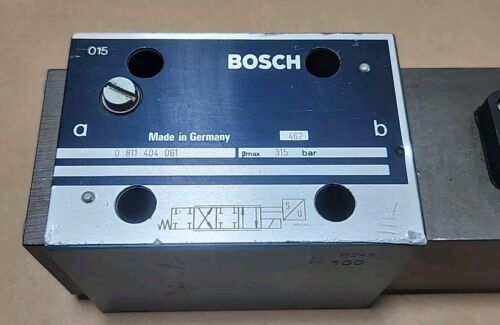 015
BOSCH
a
b
Made in Germany
462
0 811 404 061
pmax 315 bar
S
U
100